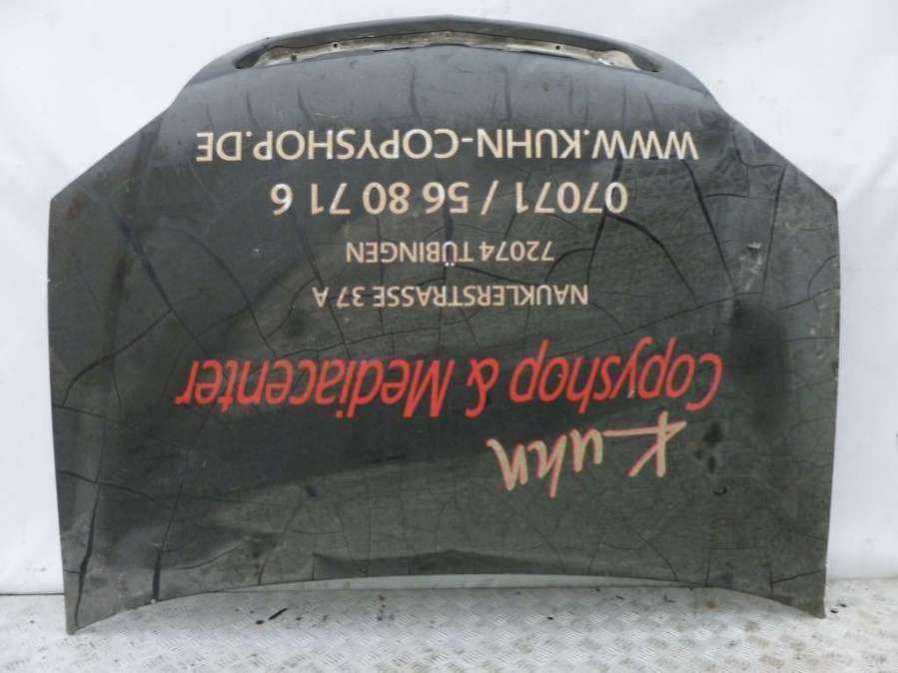 Kuhn
Copyshop & Mediacenter
NAUKLERSTRASSE 37 A
72074 TÜBINGEN
07071 / 56 80 71 6
WWW.KUHN-COPYSHOP.DE